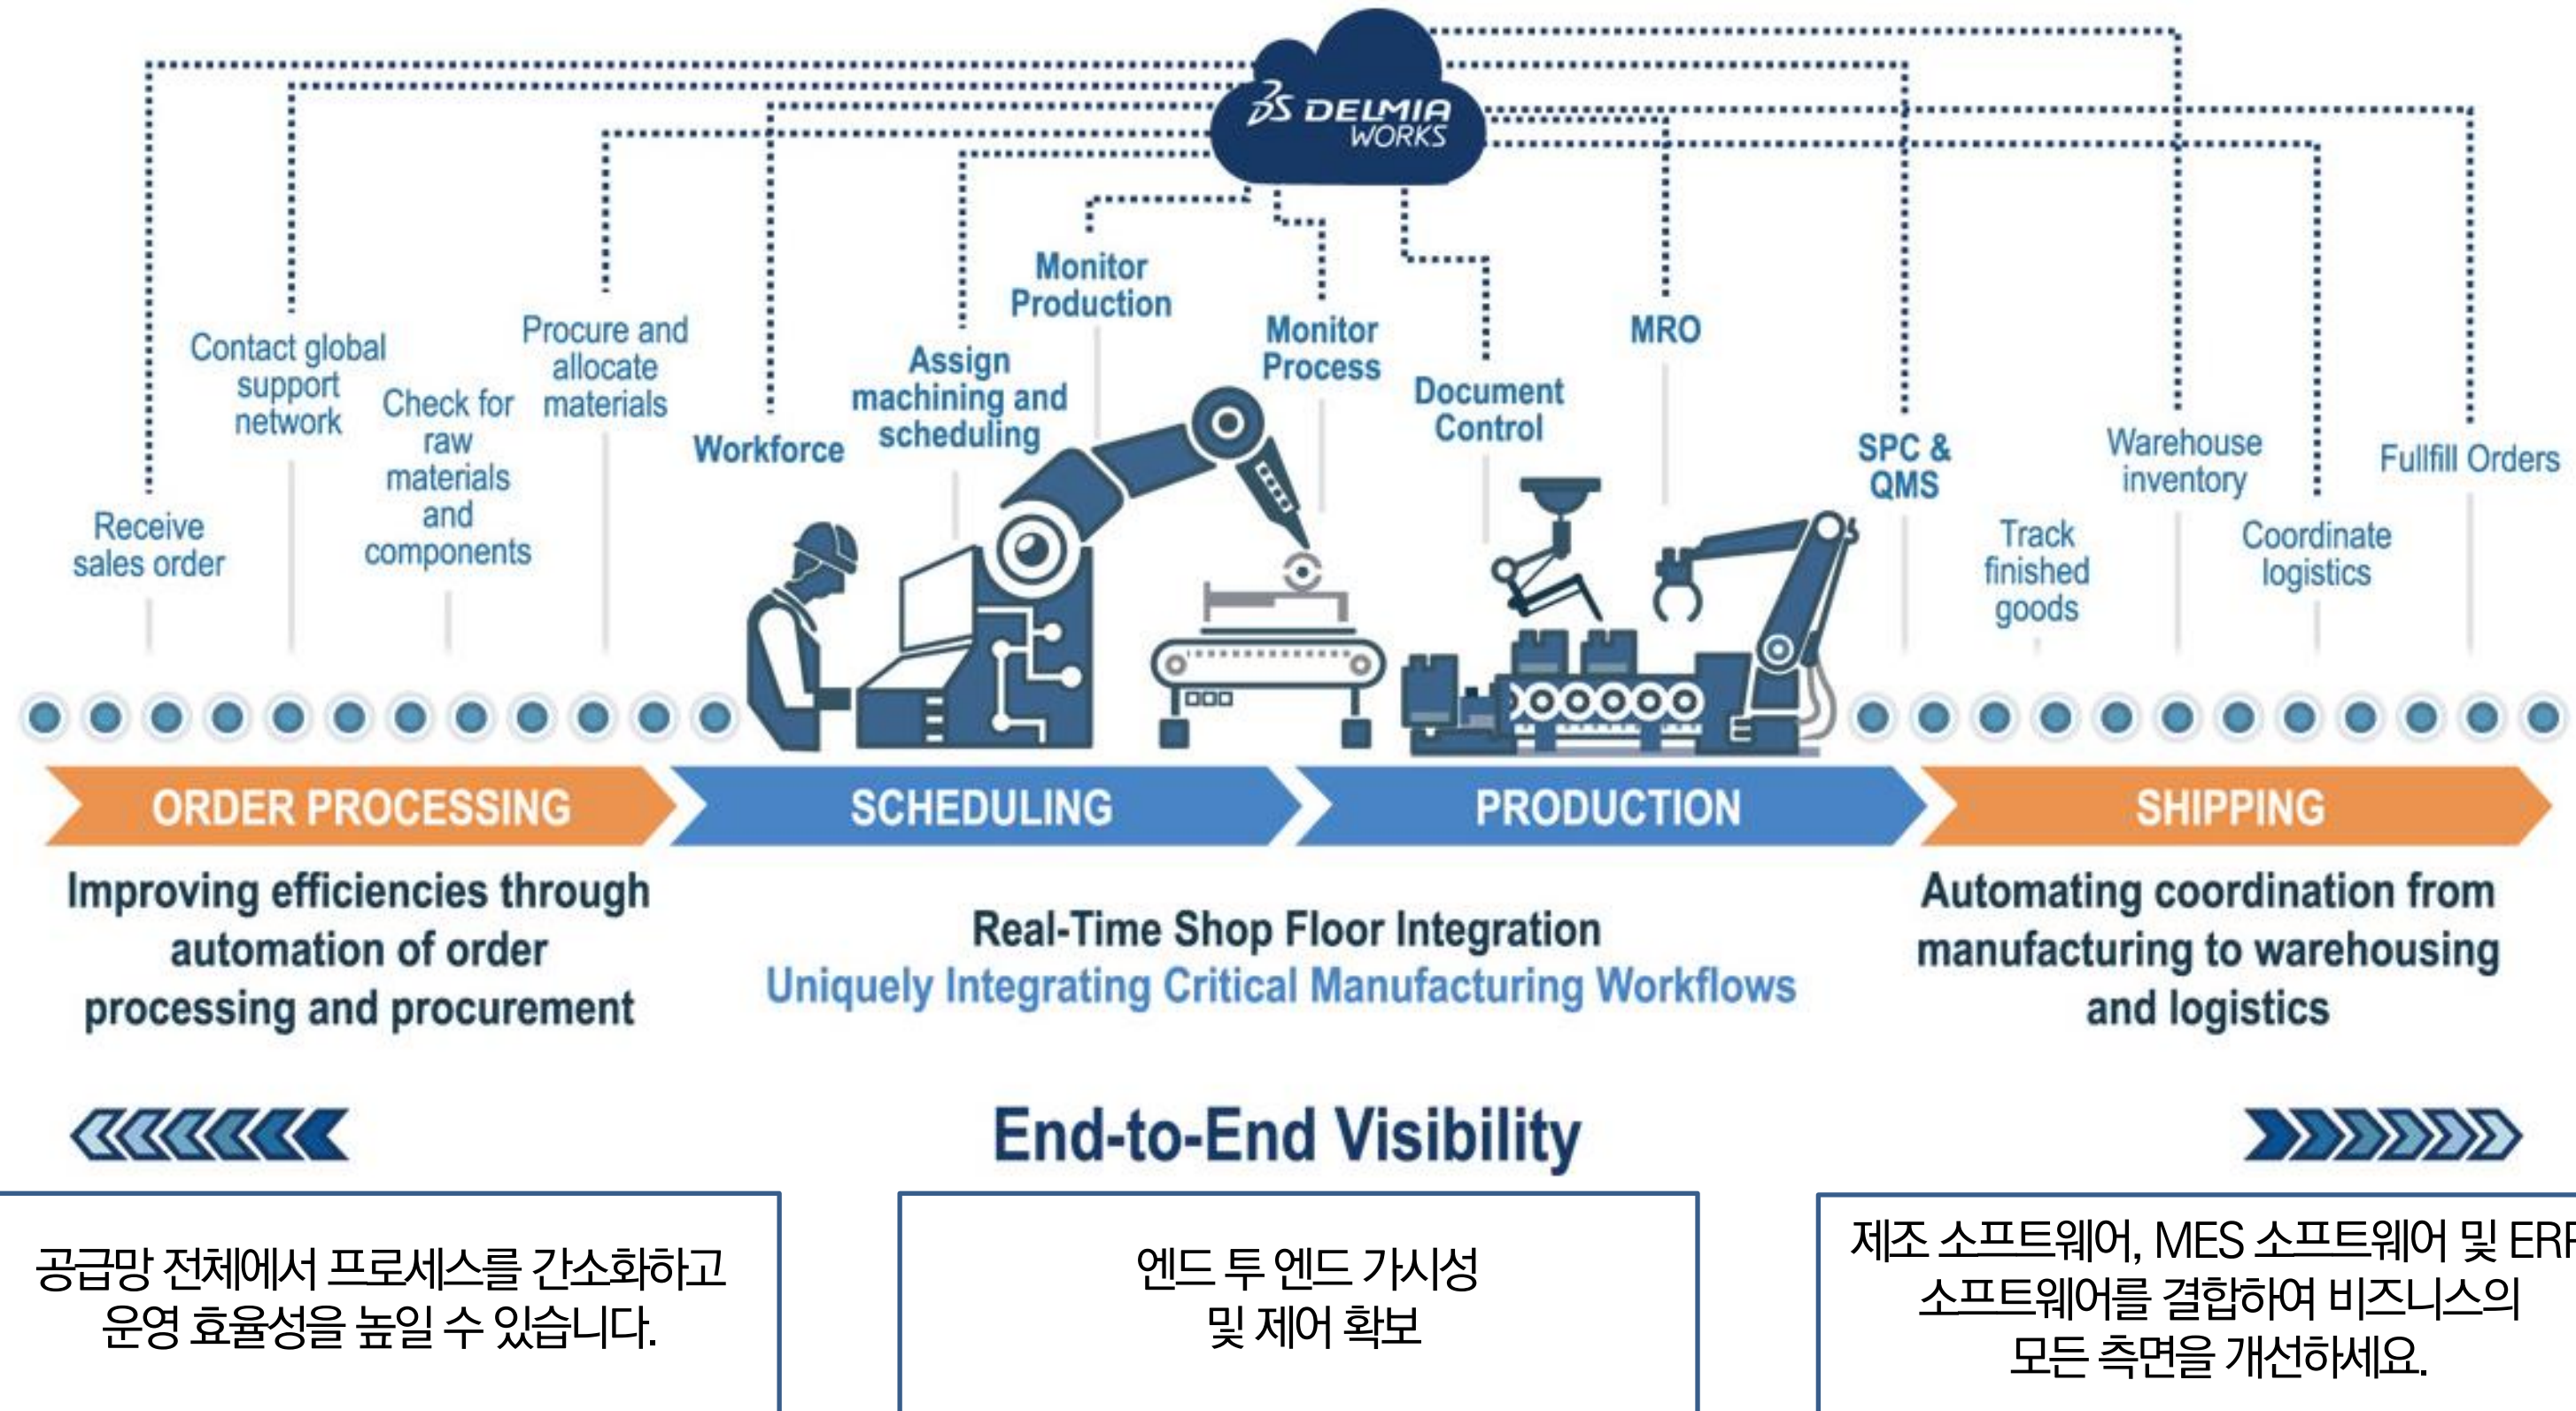 DS DELMIA
WORKS
Receive
sales order
Contact global
support
network
Check for
raw
materials
and
components
Procure and
allocate
materials
Workforce
Assign
machining and
scheduling
Monitor
Production
Monitor
Process
Document
Control
MRO
SPC &
QMS
Track
finished
goods
Warehouse
inventory
Coordinate
logistics
Fullfill Orders
ORDER PROCESSING
SCHEDULING
PRODUCTION
SHIPPING
Improving efficiencies through
automation of order
processing and procurement
Real-Time Shop Floor Integration
Uniquely Integrating Critical Manufacturing Workflows
Automating coordination from
manufacturing to warehousing
and logistics
End-to-End Visibility
공급망 전체에서 프로세스를 간소화하고
운영 효율성을 높일 수 있습니다.
엔드 투 엔드 가시성
및 제어 확보
제조 소프트웨어, MES 소프트웨어 및 ERP
소프트웨어를 결합하여 비즈니스의
모든 측면을 개선하세요.